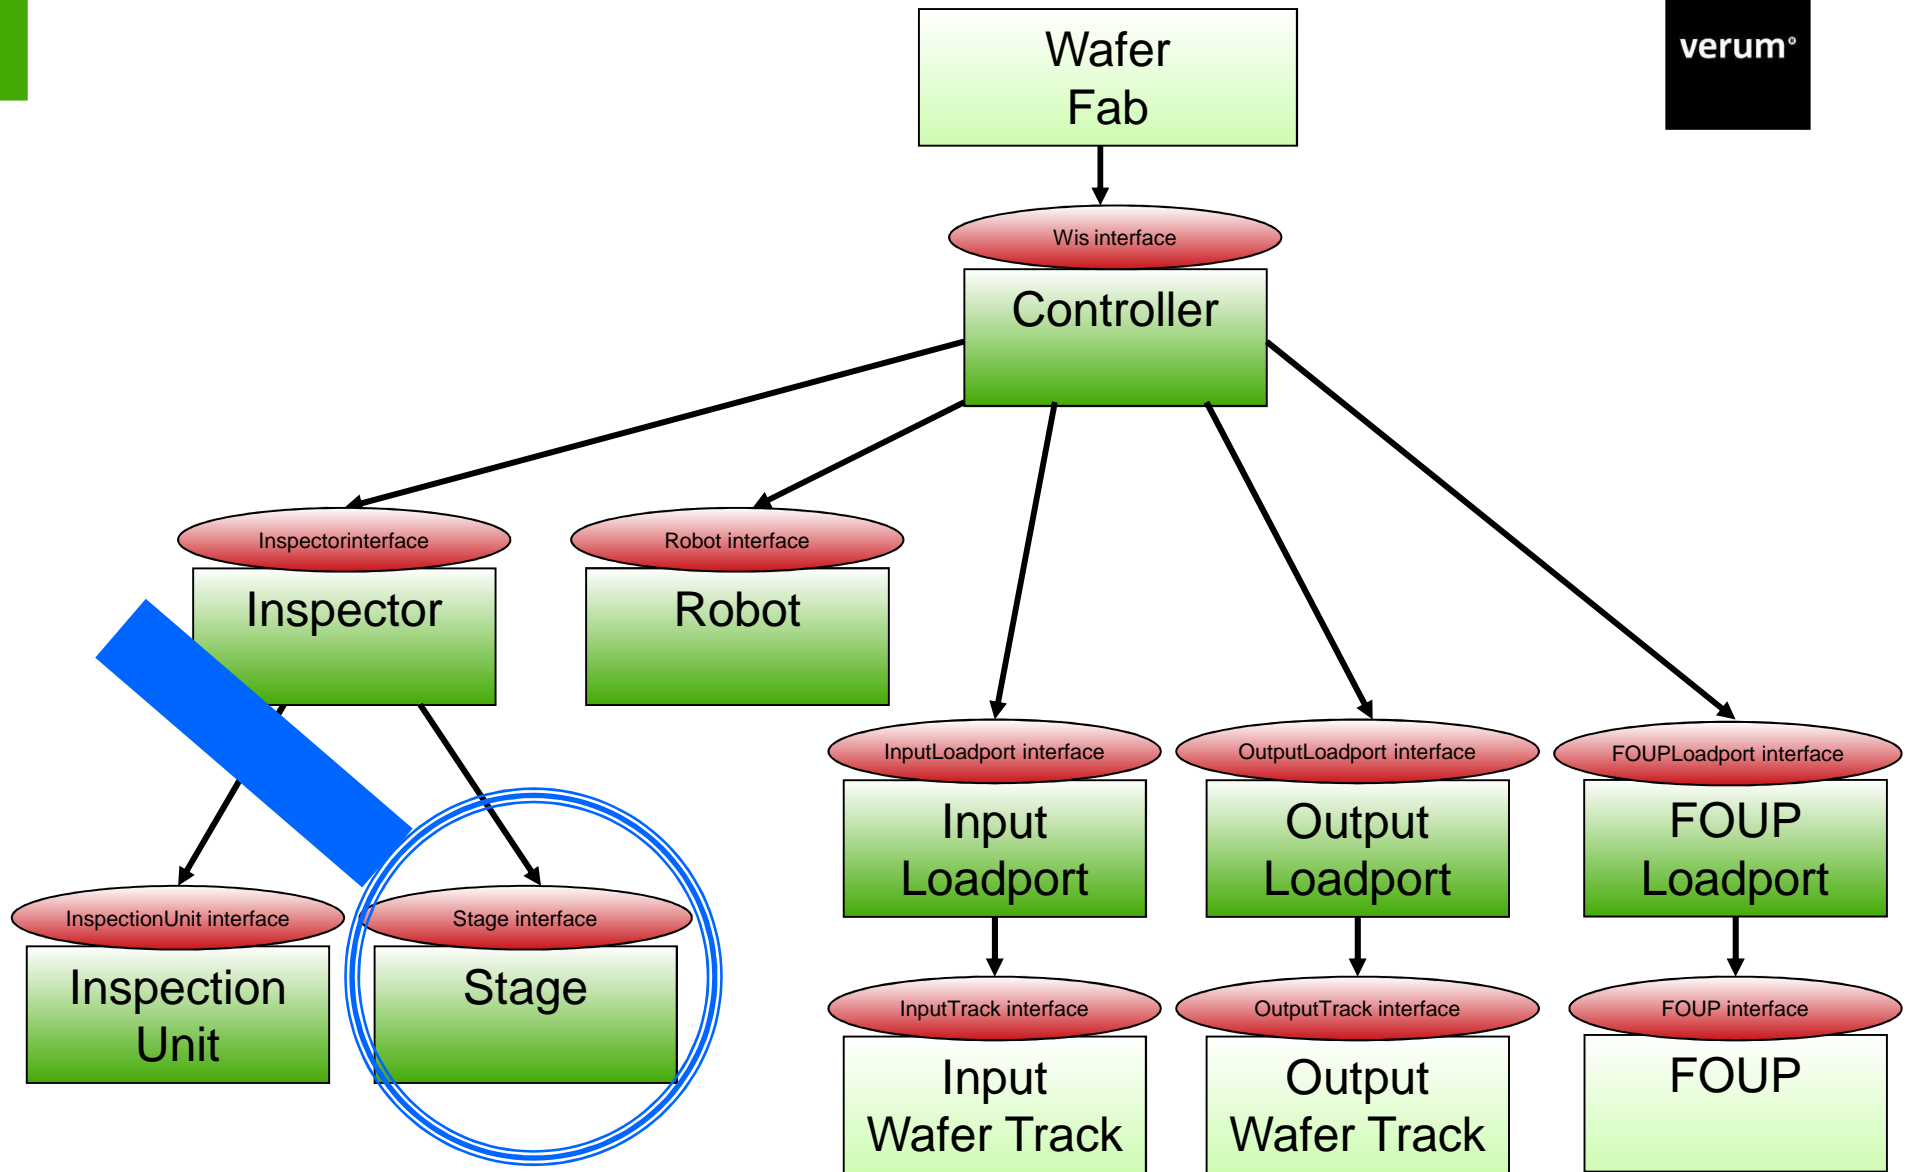 Wafer
Fab
verum°
Wis interface
Controller
Inspectorinterface
Robot interface
Inspector
Robot
InputLoadport interface
OutputLoadport interface
FOUPLoadport interface
Input
Loadport
Output
Loadport
FOUP
Loadport
InspectionUnit interface
Stage interface
Inspection
Unit
Stage
InputTrack interface
OutputTrack interface
FOUP interface
Input
Wafer Track
Output
Wafer Track
FOUP